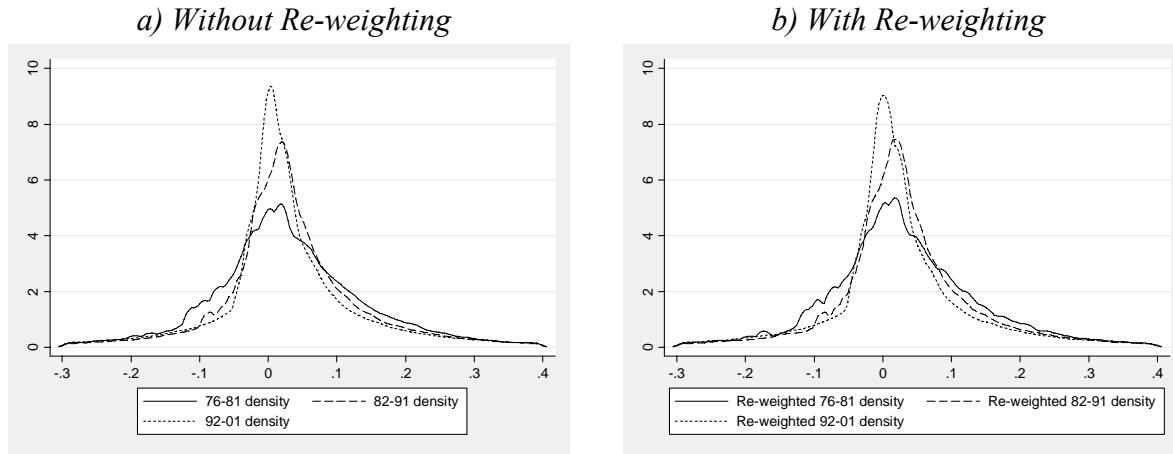 a) Without Re-weighting
10
8
6
4
2
0
-.3 -.2 -.1 0 .1 .2 .3 .4
76-81 density 82-91 density
92-01 density
b) With Re-weighting
10
8
6
4
2
0
-.3 -.2 -.1 0 .1 .2 .3 .4
Re-weighted 76-81 density Re-weighted 82-91 density
Re-weighted 92-01 density